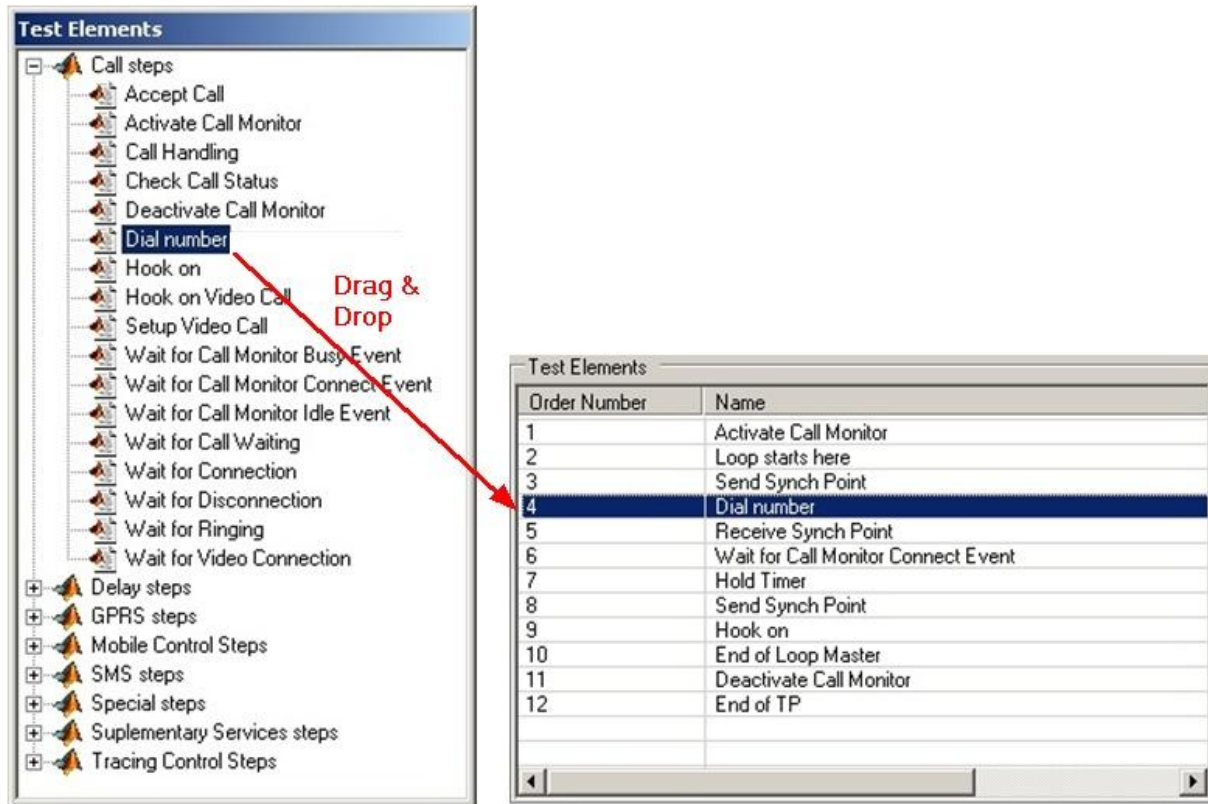 Test Elements
Call steps
Accept Call
Activate Call Monitor
Call Handling
Check Call Status
Deactivate Call Monitor
Dial number
Hook on
Hook on Video Call
Setup Video Call
Wait for Call Monitor Busy Event
Wait for Call Monitor Connect Event
Wait for Call Monitor Idle Event
Wait for Call Waiting
Wait for Connection
Wait for Disconnection
Wait for Ringing
Wait for Video Connection
Delay steps
GPRS steps
Mobile Control Steps
SMS steps
Special steps
Suplementary Services steps
Tracing Control Steps
Drag &
Drop
Test Elements
Order Number Name
1 Activate Call Monitor
2 Loop starts here
3 Send Synch Point
4 Dial number
5 Receive Synch Point
6 Wait for Call Monitor Connect Event
7 Hold Timer
8 Send Synch Point
9 Hook on
10 End of Loop Master
11 Deactivate Call Monitor
12 End of TP